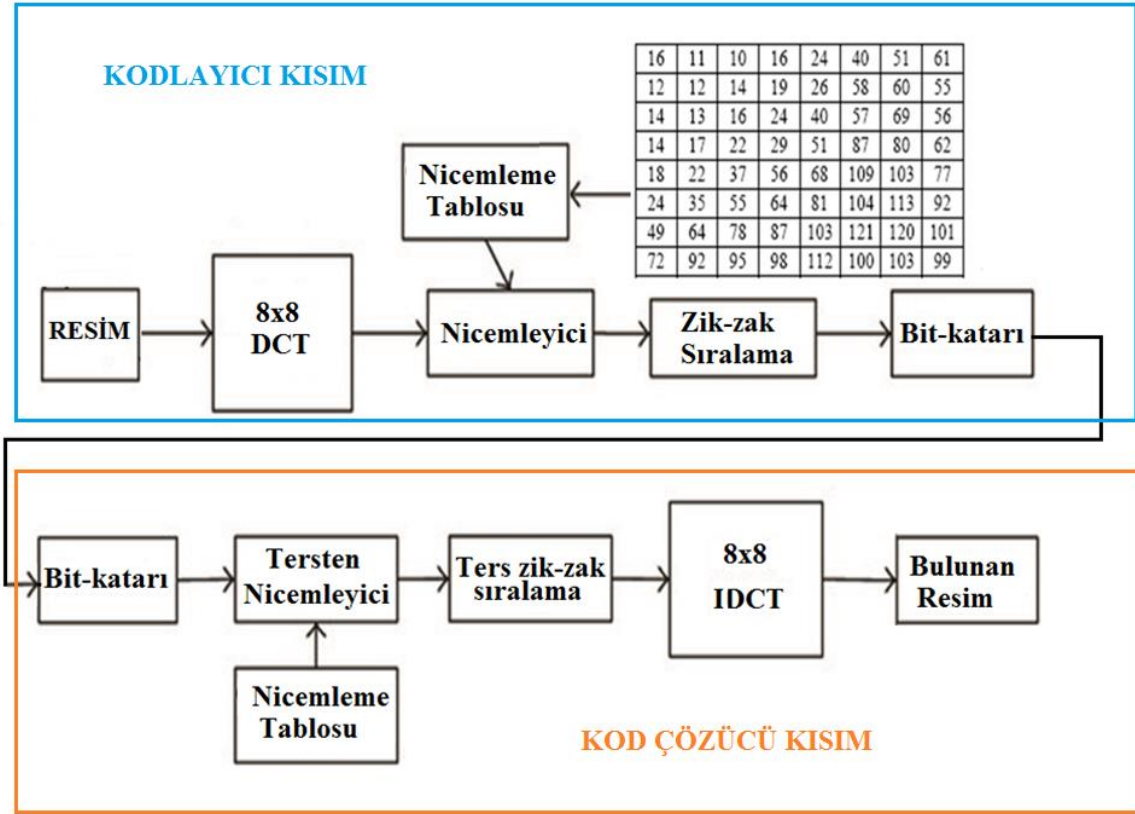 KODLAYICI KISIM
16 11 10 16 24 40 51 61
12 12 14 19 26 58 60 55
14 13 16 24 40 57 69 56
14 17 22 29 51 87 80 62
18 22 37 56 68 109 103 77
24 35 55 64 81 104 113 92
49 64 78 87 103 121 120 101
72 92 95 98 112 100 103 99
Nicemleme
Tablosu
RESİM
8x8
DCT
Nicemleyici
Zik-zak
Sıralama
Bit-katarı
Bit-katarı
Tersten
Nicemleyici
Ters zik-zak
sıralama
8x8
IDCT
Bulunan
Resim
Nicemleme
Tablosu
KOD ÇÖZÜCÜ KISIM